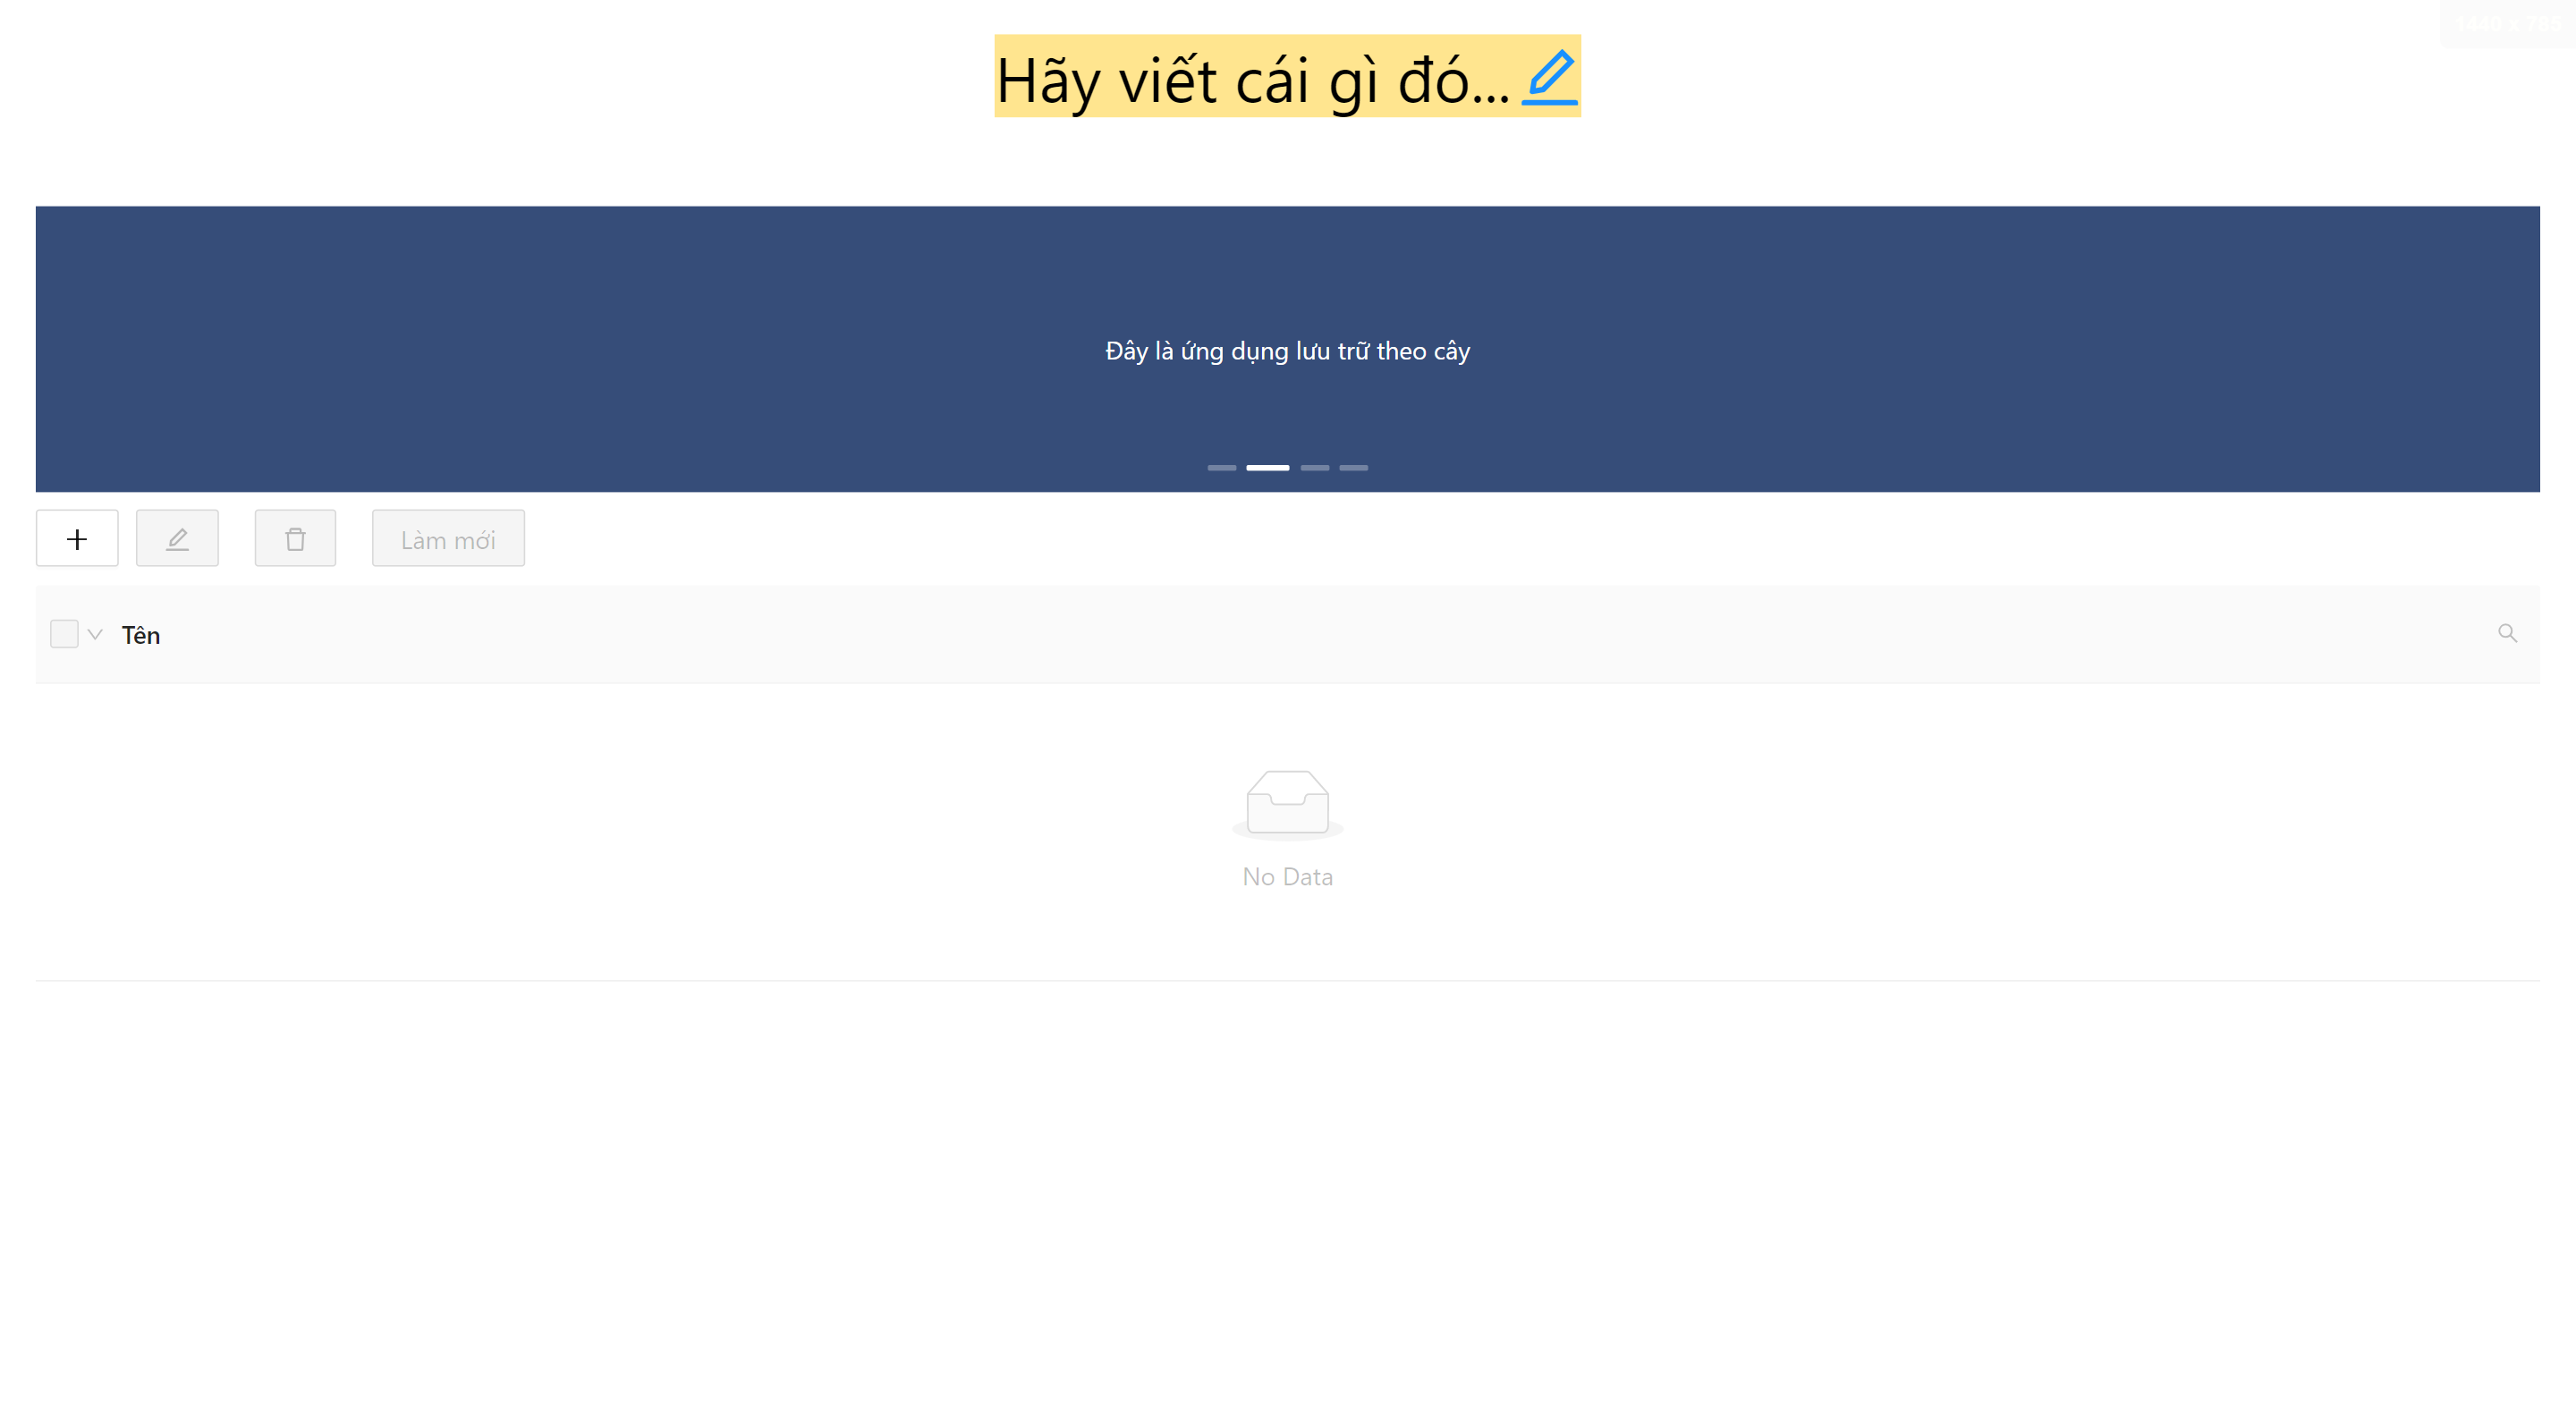 Hãy viết cái gì đó...
Đây là ứng dụng lưu trữ theo cây
Làm mới
Tên
No Data